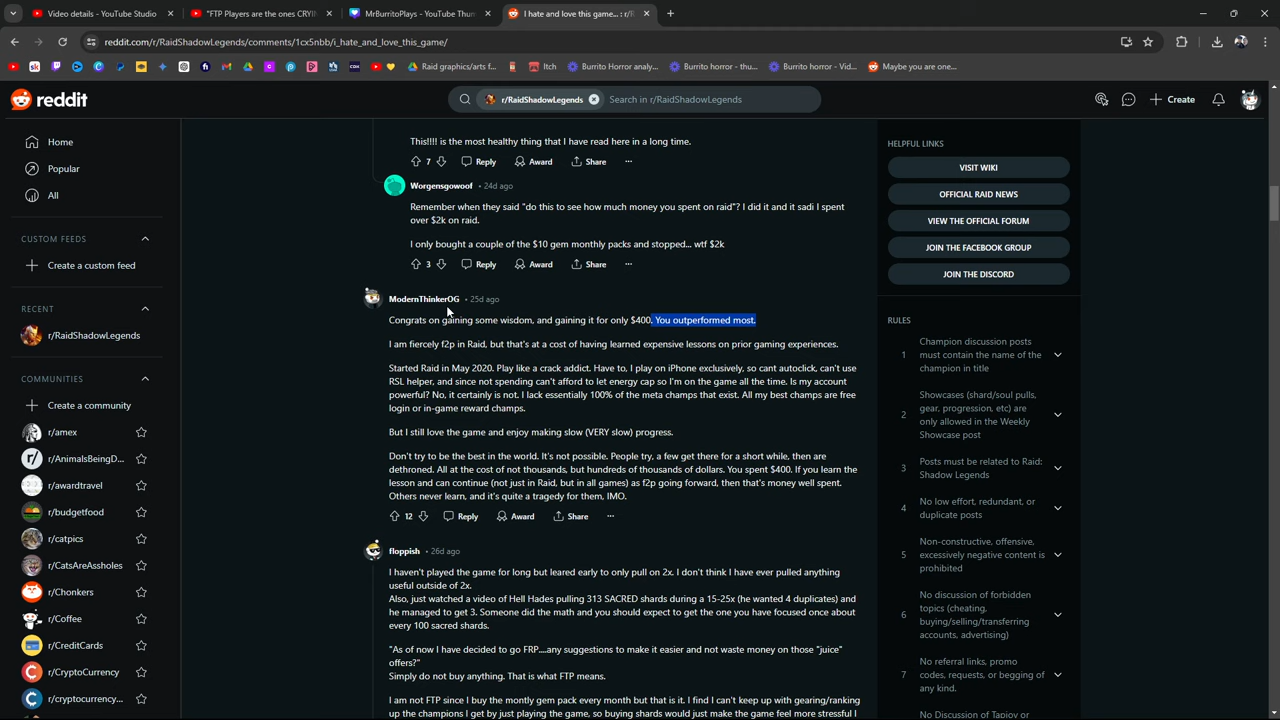 Video details - YouTube Studio
"FTP Players are the ones CRYIN
MrBurritoPlays - YouTube Thum
I hate and love this game... : r/R
reddit.com/r/RaidShadowLegends/comments/1cx5nbb/i_hate_and_love_this_game/
Raid graphics/arts f...
Itch
Burrito Horror analy...
Burrito horror - thu...
Burrito horror - Vid...
Maybe you are one...
reddit
r/RaidShadowLegends
Search in r/RaidShadowLegends
Create
Home
Popular
All
CUSTOM FEEDS
Create a custom feed
RECENT
r/RaidShadowLegends
COMMUNITIES
Create a community
r/amex
r/AnimalsBeingD...
r/awardtravel
r/budgetfood
r/catpics
r/CatsAreAssholes
r/Chonkers
r/Coffee
r/CreditCards
r/CryptoCurrency
r/cryptocurrency...
This!!!! is the most healthy thing that I have read here in a long time.
7 Reply Award Share ...
Worgensgowoof • 24d ago
Remember when they said "do this to see how much money you spent on raid"? I did it and it sadi I spent
over $2k on raid.
I only bought a couple of the $10 gem monthly packs and stopped... wtf $2k
3 Reply Award Share ...
ModernThinkerOG • 25d ago
Congrats on gaining some wisdom, and gaining it for only $400. You outperformed most.
I am fiercely f2p in Raid, but that's at a cost of having learned expensive lessons on prior gaming experiences.
Started Raid in May 2020. Play like a crack addict. Have to, I play on iPhone exclusively, so cant autoclick, can't use
RSL helper, and since not spending can't afford to let energy cap so I'm on the game all the time. Is my account
powerful? No, it certainly is not. I lack essentially 100% of the meta champs that exist. All my best champs are free
login or in-game reward champs.
But I still love the game and enjoy making slow (VERY slow) progress.
Don't try to be the best in the world. It's not possible. People try, a few get there for a short while, then are
dethroned. All at the cost of not thousands, but hundreds of thousands of dollars. You spent $400. If you learn the
lesson and can continue (not just in Raid, but in all games) as f2p going forward, then that's money well spent.
Others never learn, and it's quite a tragedy for them, IMO.
12 Reply Award Share ...
floppish • 26d ago
I haven't played the game for long but leared early to only pull on 2x. I don't think I have ever pulled anything
useful outside of 2x.
Also, just watched a video of Hell Hades pulling 313 SACRED shards during a 15-25x (he wanted 4 duplicates) and
he managed to get 3. Someone did the math and you should expect to get the one you have focused once about
every 100 sacred shards.
"As of now I have decided to go FRP....any suggestions to make it easier and not waste money on those "juice"
offers?"
Simply do not buy anything. That is what FTP means.
I am not FTP since I buy the montly gem pack every month but that is it. I find I can't keep up with gearing/ranking
up the champions I get by just playing the game, so buying shards would just make the game feel more stressful I
HELPFUL LINKS
VISIT WIKI
OFFICIAL RAID NEWS
VIEW THE OFFICIAL FORUM
JOIN THE FACEBOOK GROUP
JOIN THE DISCORD
RULES
1 Champion discussion posts
must contain the name of the
champion in title
2 Showcases (shard/soul pulls,
gear, progression, etc) are
only allowed in the Weekly
Showcase post
3 Posts must be related to Raid:
Shadow Legends
4 No low effort, redundant, or
duplicate posts
5 Non-constructive, offensive,
excessively negative content is
prohibited
6 No discussion of forbidden
topics (cheating,
buying/selling/transferring
accounts, advertising)
7 No referral links, promo
codes, requests, or begging of
any kind.
No Discussion of Tapjoy or